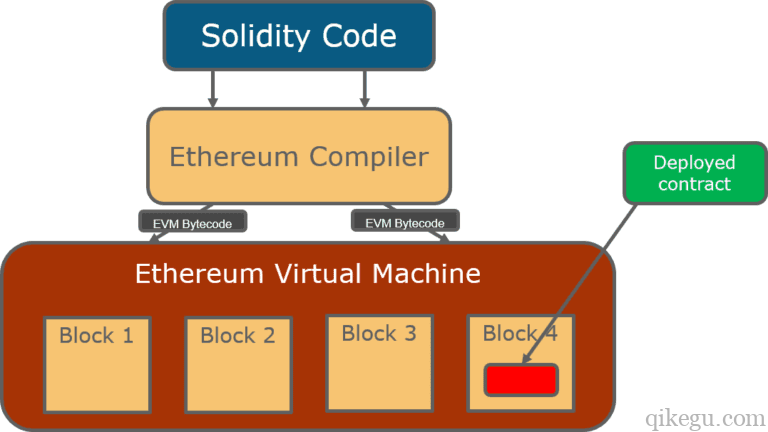 Solidity Code
Ethereum Compiler
Deployed
contract
EVM Bytecode
EVM Bytecode
Ethereum Virtual Machine
Block 1
Block 2
Block 3
Block 4
qikegu.com